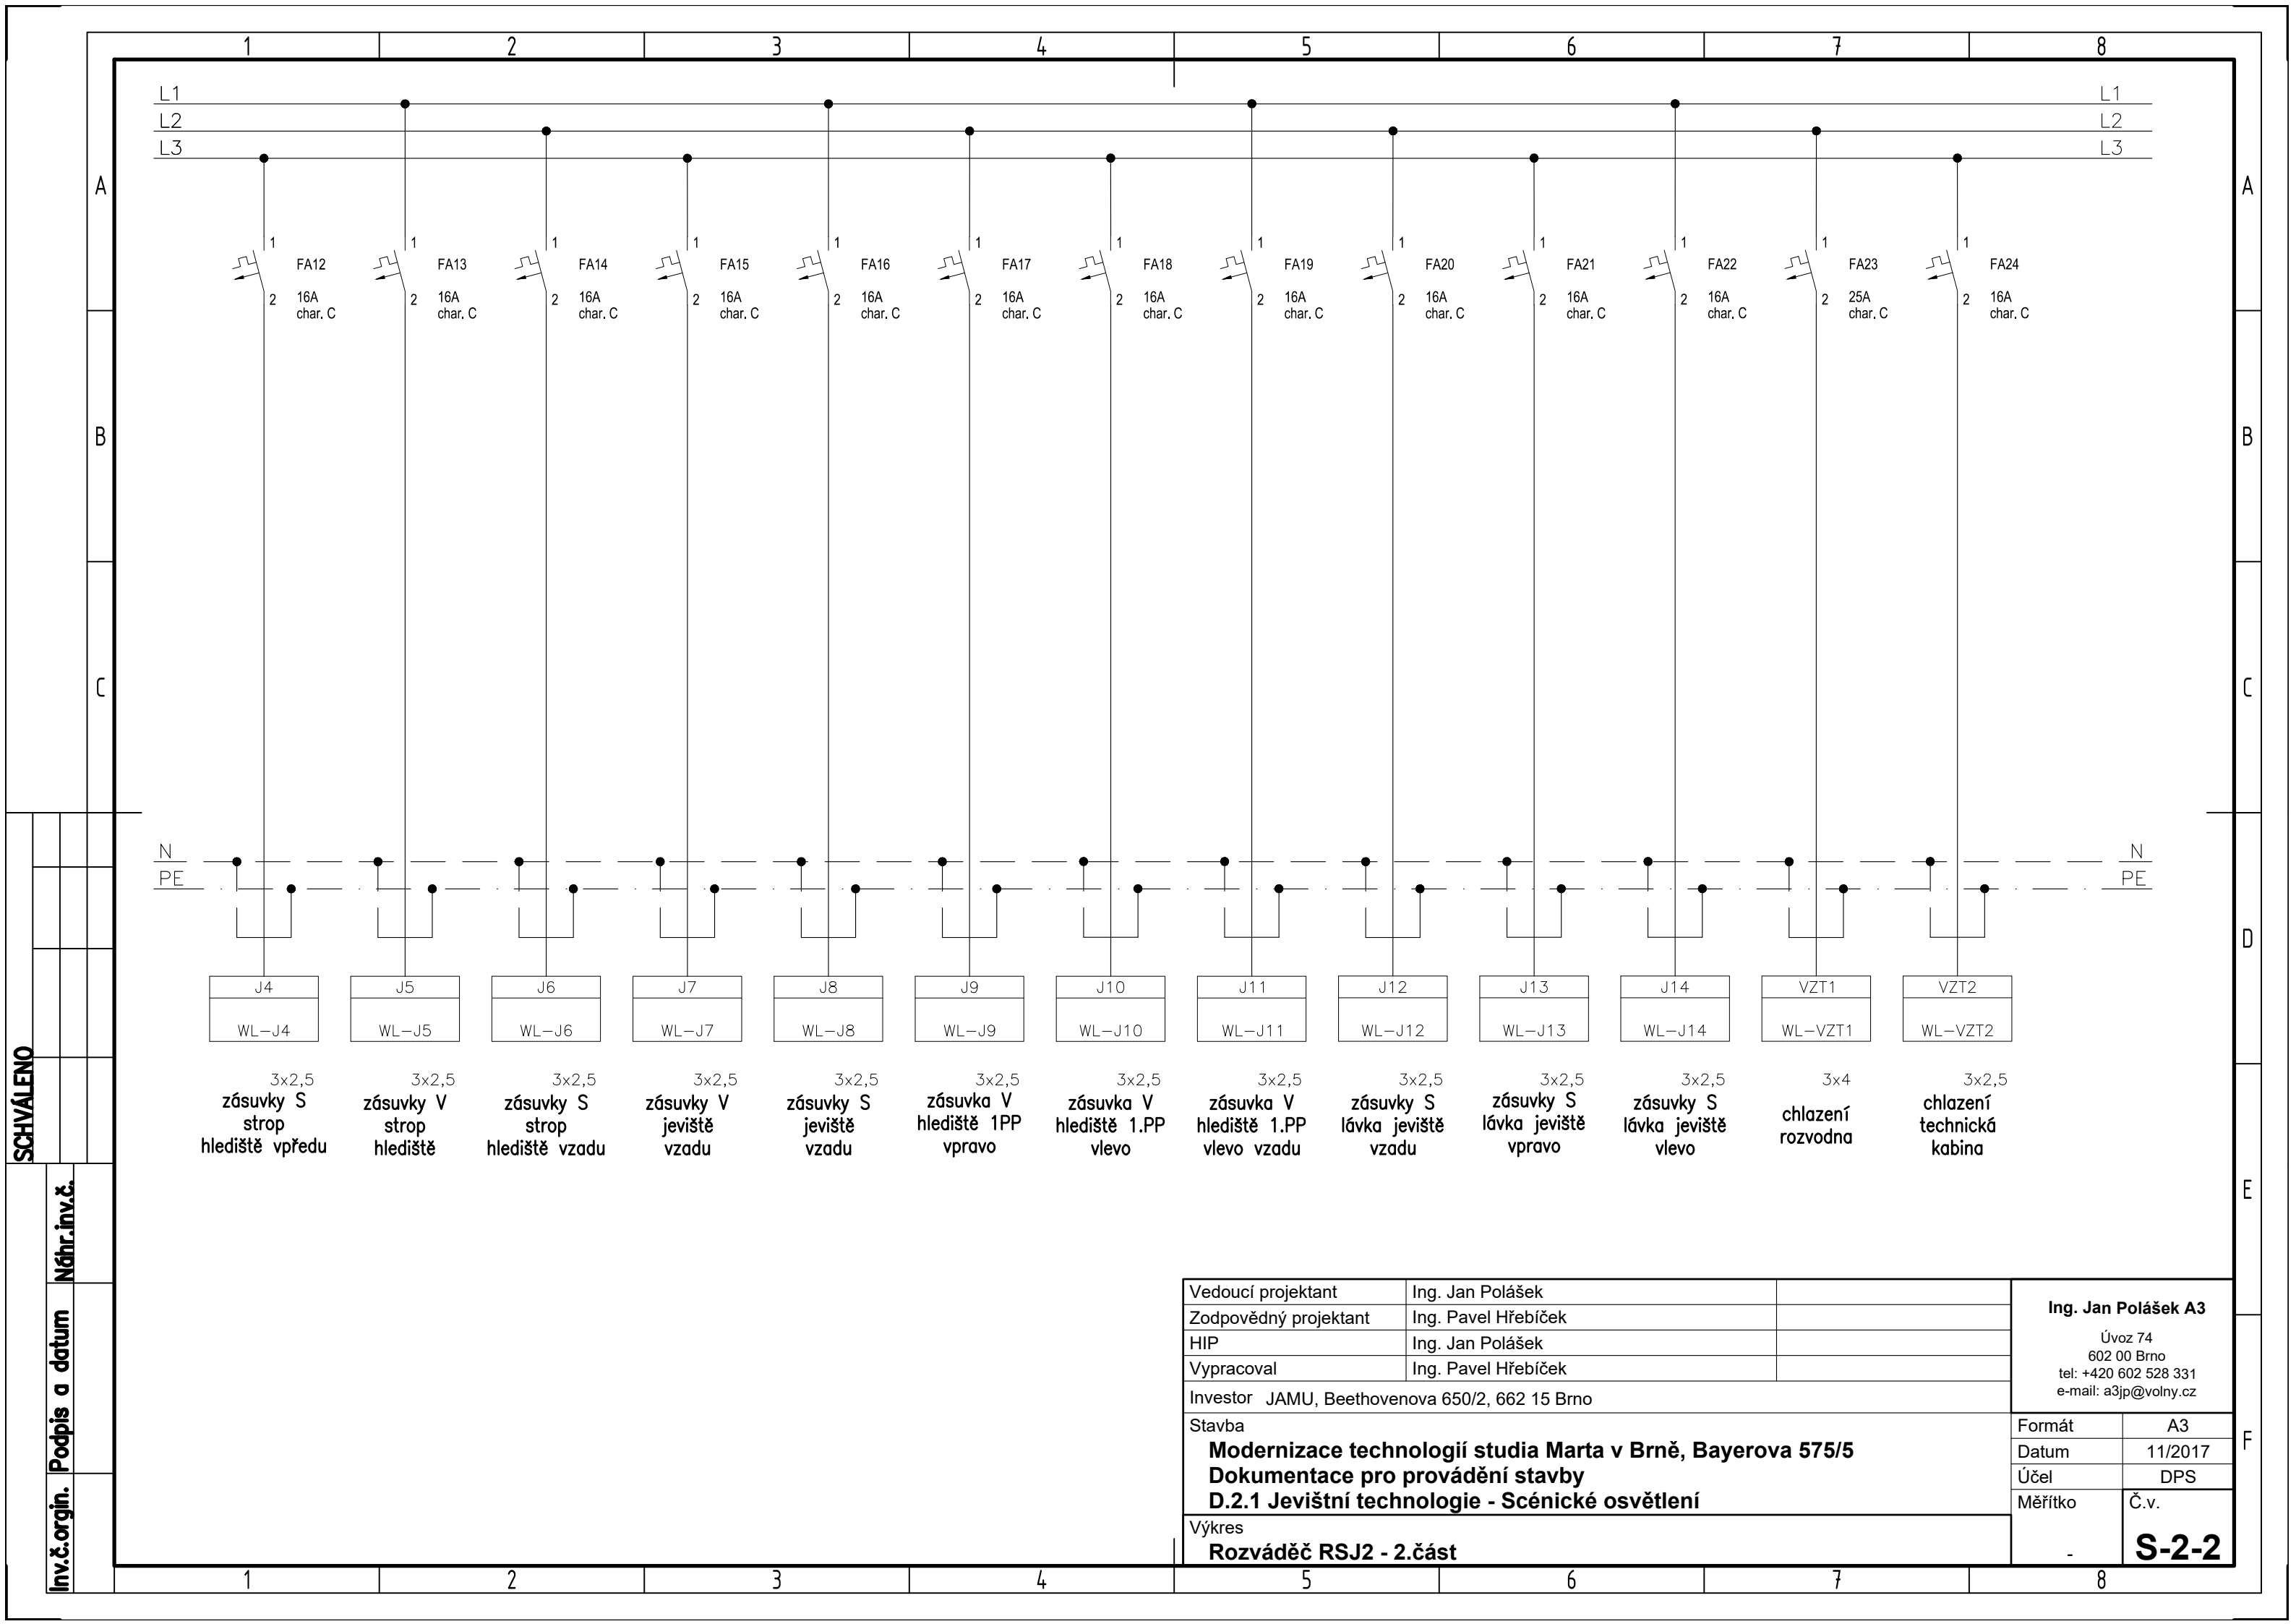 1 2 3 4 5 6 7 8
L1 L1
L2 L2
L3 L3
A A
1 1 1 1 1 1 1 1 1 1 1 1 1
FA12 FA13 FA14 FA15 FA16 FA17 FA18 FA19 FA20 FA21 FA22 FA23 FA24
2 16A 2 16A 2 16A 2 16A 2 16A 2 16A 2 16A 2 16A 2 16A 2 16A 2 16A 2 25A 2 16A
char. C char. C char. C char. C char. C char. C char. C char. C char. C char. C char. C char. C char. C
B B
C C
N N
PE PE
D D
J4 J5 J6 J7 J8 J9 J10 J11 J12 J13 J14 VZT1 VZT2
WL-J4 WL-J5 WL-J6 WL-J7 WL-J8 WL-J9 WL-J10 WL-J11 WL-J12 WL-J13 WL-J14 WL-VZT1 WL-VZT2
3x2,5 3x2,5 3x2,5 3x2,5 3x2,5 3x2,5 3x2,5 3x2,5 3x2,5 3x2,5 3x2,5 3x4 3x2,5
zásuvky S
strop
hlediště vpředu
zásuvky V
strop
hlediště
zásuvky S
strop
hlediště vzadu
zásuvky V
jeviště
vzadu
zásuvky S
jeviště
vzadu
zásuvka V
hlediště 1PP
vpravo
zásuvka V
hlediště 1.PP
vlevo
zásuvka V
hlediště 1.PP
vlevo vzadu
zásuvky S
lávka jeviště
vzadu
zásuvky S
lávka jeviště
vpravo
zásuvky S
lávka jeviště
vlevo
chlazení
rozvodna
chlazení
technická
kabina
E
F
SCHVÁLENO
Náhr.inv.č.
Podpis a datum
Inv.č.orgin.
Vedoucí projektant Ing. Jan Polášek
Zodpovědný projektant Ing. Pavel Hřebíček
HIP Ing. Jan Polášek
Vypracoval Ing. Pavel Hřebíček
Investor JAMU, Beethovenova 650/2, 662 15 Brno
Stavba
Modernizace technologií studia Marta v Brně, Bayerova 575/5
Dokumentace pro provádění stavby
D.2.1 Jevištní technologie - Scénické osvětlení
Výkres
Rozváděč RSJ2 - 2.část
Ing. Jan Polášek A3
Úvoz 74
602 00 Brno
tel: +420 602 528 331
e-mail: a3jp@volny.cz
Formát A3
Datum 11/2017
Účel DPS
Měřítko Č.v.
- S-2-2
1 2 3 4 5 6 7 8